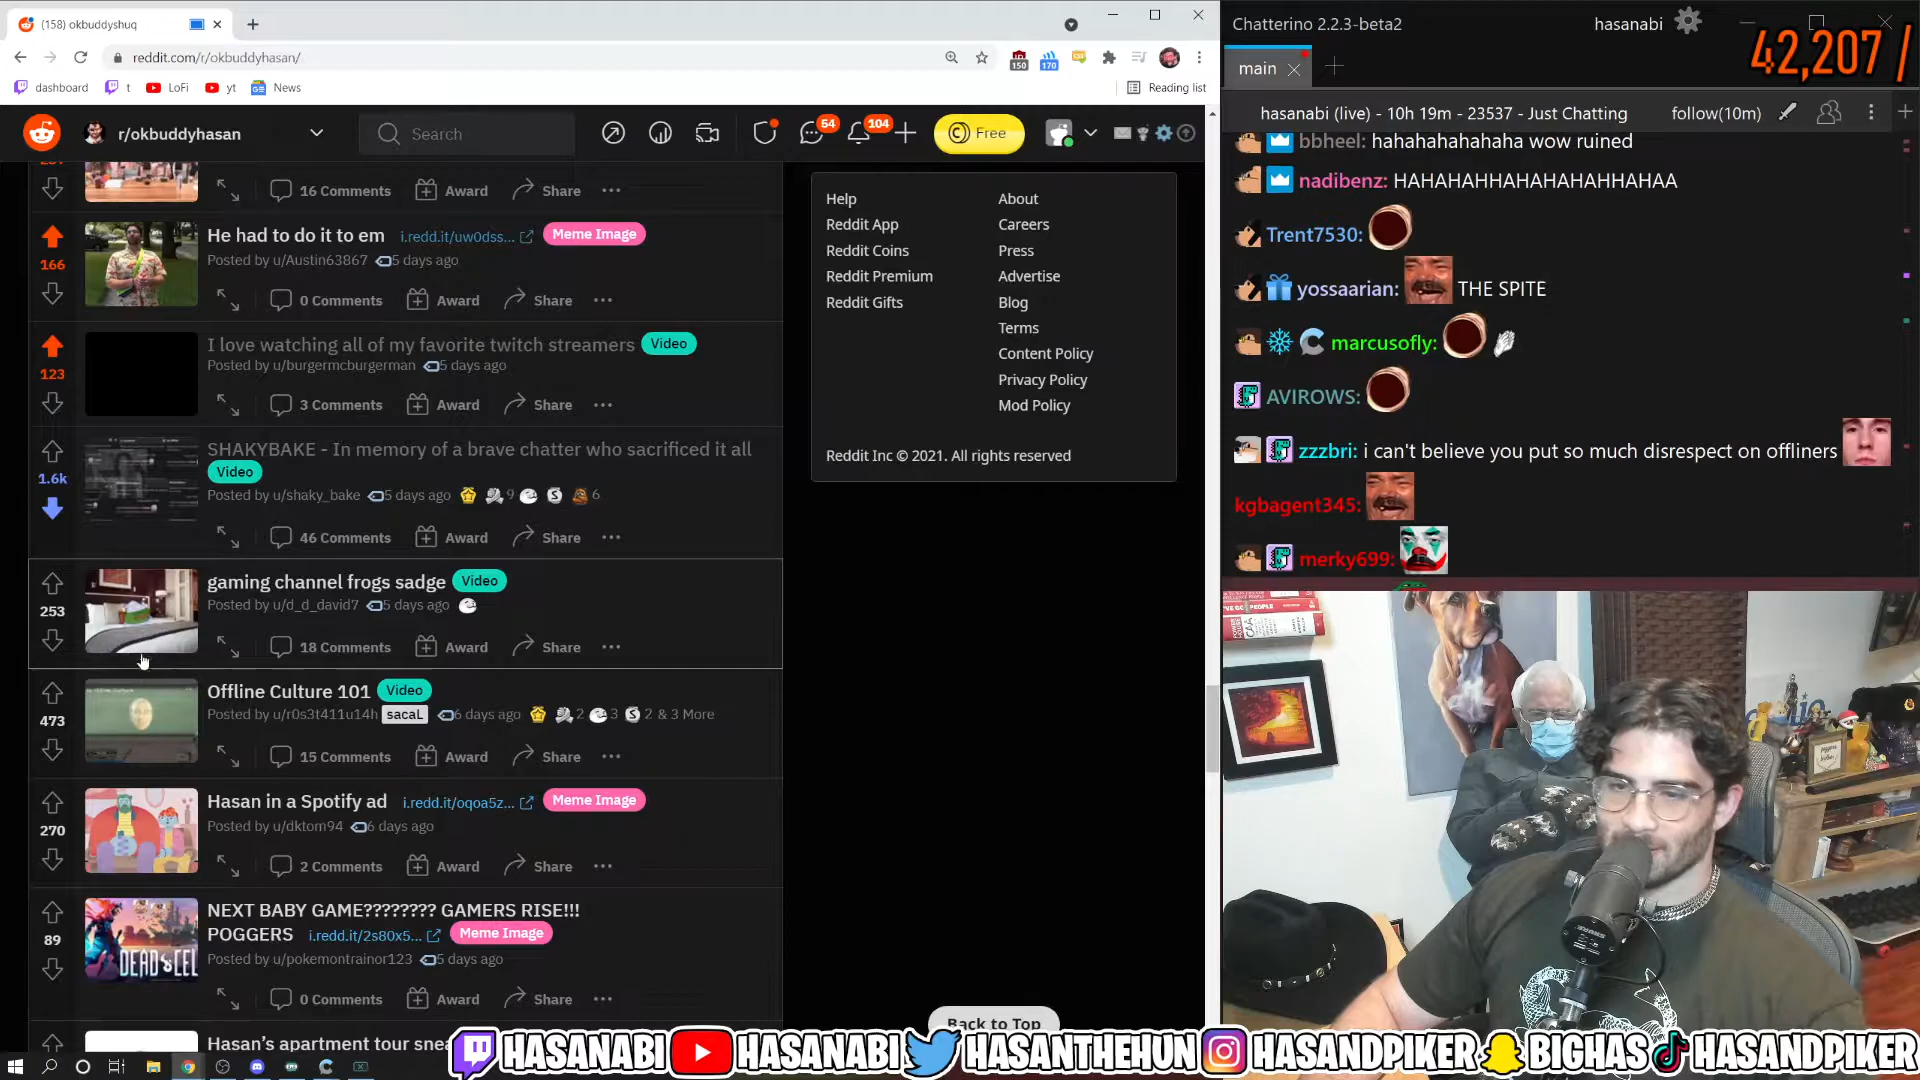 (158) okbuddyshuq
reddit.com/r/okbuddyhasan/
150
170
dashboard
t
LoFi
yt
News
Reading list
r/okbuddyhasan
Search
54
104
Free
16 Comments
Award
Share
166
He had to do it to em
i.redd.it/uw0dss...
Meme Image
Posted by u/Austin63867
5 days ago
0 Comments
Award
Share
123
I love watching all of my favorite twitch streamers
Video
Posted by u/burgermcburgerman
5 days ago
3 Comments
Award
Share
1.6k
SHAKYBAKE - In memory of a brave chatter who sacrificed it all
Video
Posted by u/shaky_bake
5 days ago
9
6
46 Comments
Award
Share
253
gaming channel frogs sadge
Video
Posted by u/d_d_david7
5 days ago
18 Comments
Award
Share
473
Offline Culture 101
Video
Posted by u/r0s3t411u14h
sacaL
6 days ago
2
3
2 & 3 More
15 Comments
Award
Share
270
Hasan in a Spotify ad
i.redd.it/oqoa5z...
Meme Image
Posted by u/dktom94
6 days ago
2 Comments
Award
Share
89
NEXT BABY GAME???????? GAMERS RISE!!!
POGGERS
i.redd.it/2s80x5...
Meme Image
Posted by u/pokemontrainor123
5 days ago
DEAD CEL
0 Comments
Award
Share
Hasan's apartment tour
Help
Reddit App
Reddit Coins
Reddit Premium
Reddit Gifts
About
Careers
Press
Advertise
Blog
Terms
Content Policy
Privacy Policy
Mod Policy
Reddit Inc © 2021. All rights reserved
Back to Top
Chatterino 2.2.3-beta2
hasanabi
42,207 /
main
hasanabi (live) - 10h 19m - 23537 - Just Chatting
follow(10m)
bbheel: hahahahahahaha wow ruined
nadibenz: HAHAHAHHAHAHAHHAHAA
Trent7530:
yossaarian: THE SPITE
marcusofly:
AVIROWS:
zzzbri: i can't believe you put so much disrespect on offliners
kgbagent345:
merky699:
HASANABI
HASANABI
HASANTHEHUN
HASANDPIKER
BIGHAS
HASANDPIKER